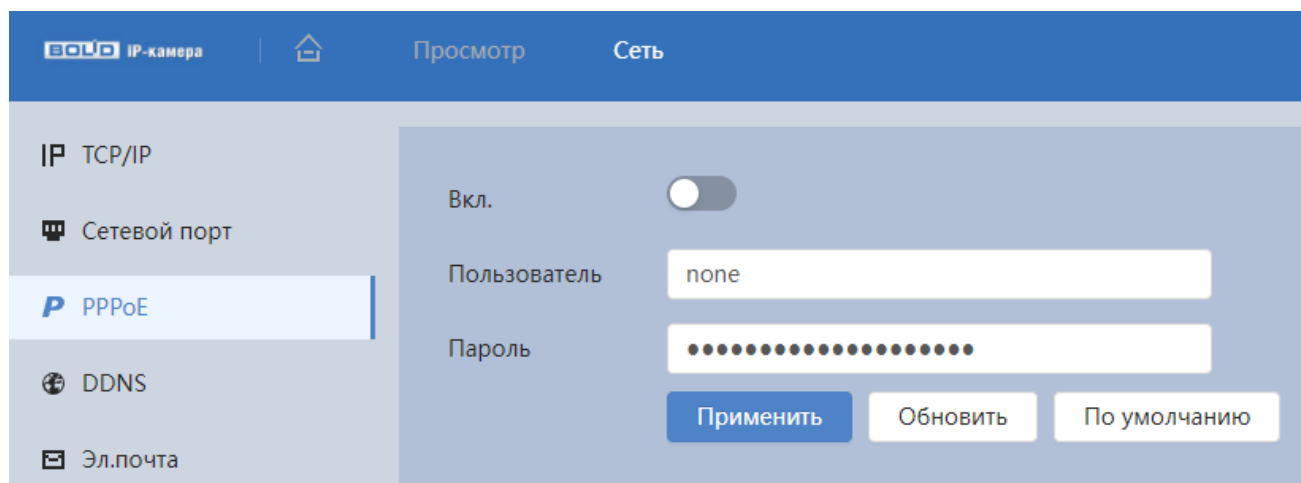 BOLID IP-камера Просмотр Сеть
TCP/IP
Сетевой порт
PPPoE
DDNS
Эл.почта
Вкл.
Пользователь none
Пароль ••••••••••••••••••••
Применить Обновить По умолчанию